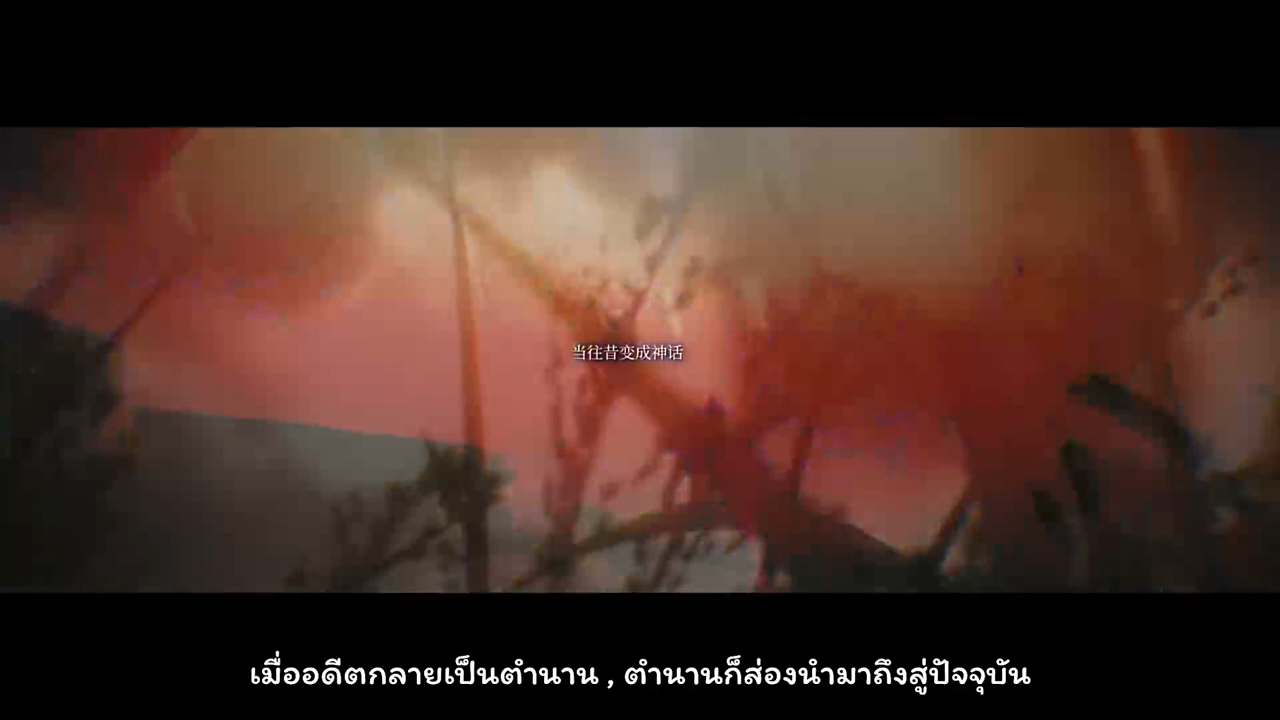 当往昔变成神话
เมื่ออดีตกลายเป็นตำนาน , ตำนานก็ส่องนำมาถึงสู่ปัจจุบัน